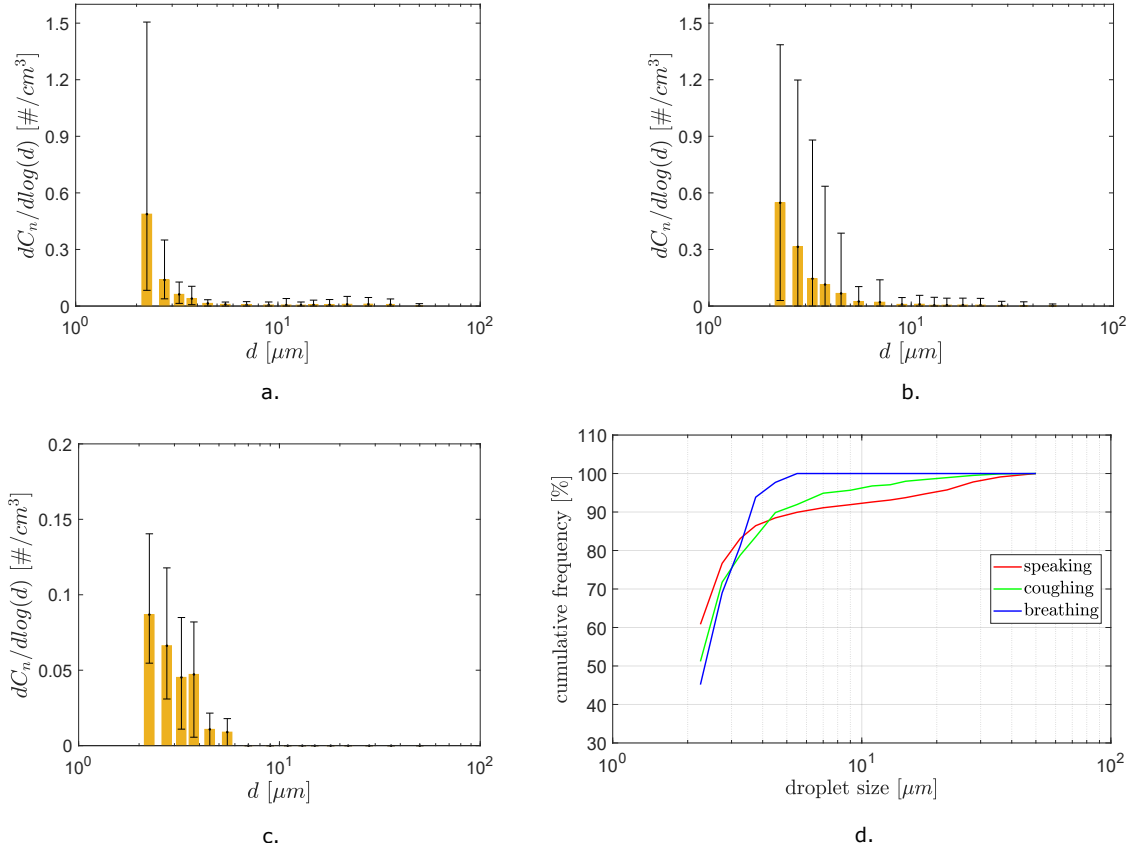 1.5
1.2
0.9
0.6
0.3
0
10^0
10^1
10^2
dC_n/dlog(d) [#/cm^3]
d [μm]
a.
1.5
1.2
0.9
0.6
0.3
0
10^0
10^1
10^2
dC_n/dlog(d) [#/cm^3]
d [μm]
b.
0.2
0.15
0.1
0.05
0
10^0
10^1
10^2
dC_n/dlog(d) [#/cm^3]
d [μm]
c.
110
100
90
80
70
60
50
40
30
10^0
10^1
10^2
cumulative frequency [%]
droplet size [μm]
speaking
coughing
breathing
d.